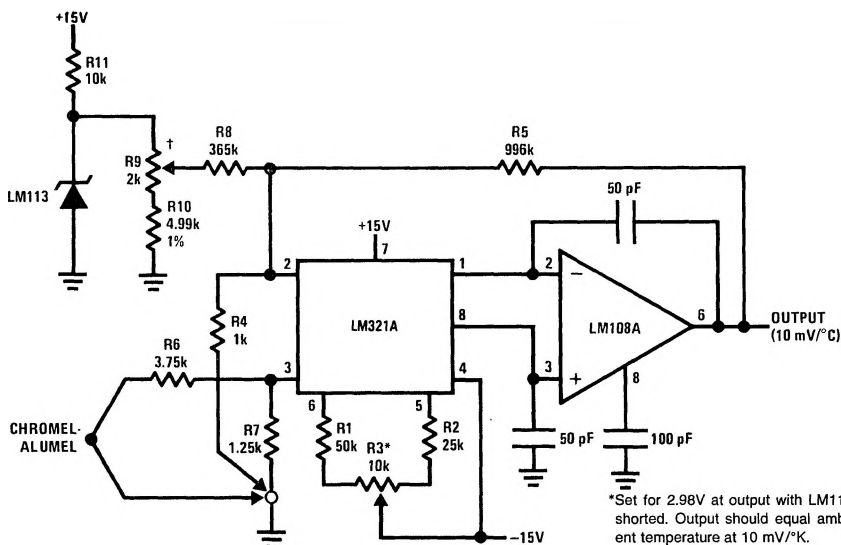 +15V
R11
10k
†
R9
2k
R8
365k
R5
996k
50 pF
LM113
R10
4.99k
1%
+15V
7
2
1
2
−
LM321A
8
LM108A
6
OUTPUT
(10 mV/°C)
R4
1k
R6
3.75k
3
4
3
+
8
6
5
CHROMEL-
ALUMEL
R7
1.25k
R1
50k
R3*
10k
R2
25k
50 pF
100 pF
−15V
*Set for 2.98V at output with LM11
shorted. Output should equal amb
ent temperature at 10 mV/°K.